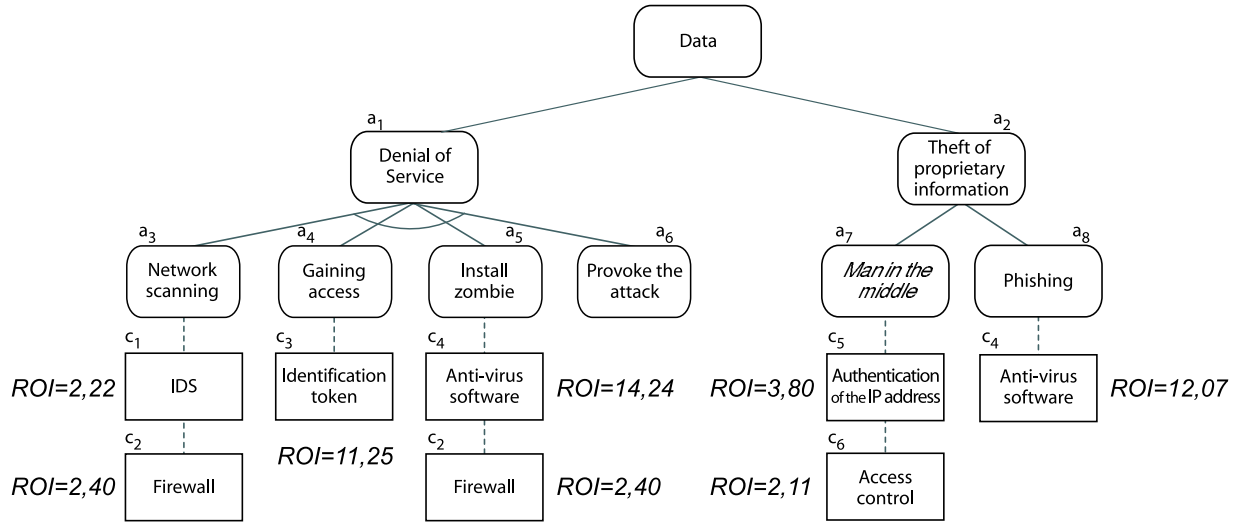 Data
a1
Denial of
Service
a2
Theft of
proprietary
information
a3
Network
scanning
a4
Gaining
access
a5
Install
zombie
a6
Provoke the
attack
a7
Man in the
middle
a8
Phishing
c1
IDS
ROI=2,22
c3
Identification
token
ROI=11,25
c4
Anti-virus
software
ROI=14,24
ROI=3,80
c5
Authentication
of the IP address
c4
Anti-virus
software
ROI=12,07
ROI=2,40
c2
Firewall
c2
Firewall
ROI=2,40
ROI=2,11
c6
Access
control